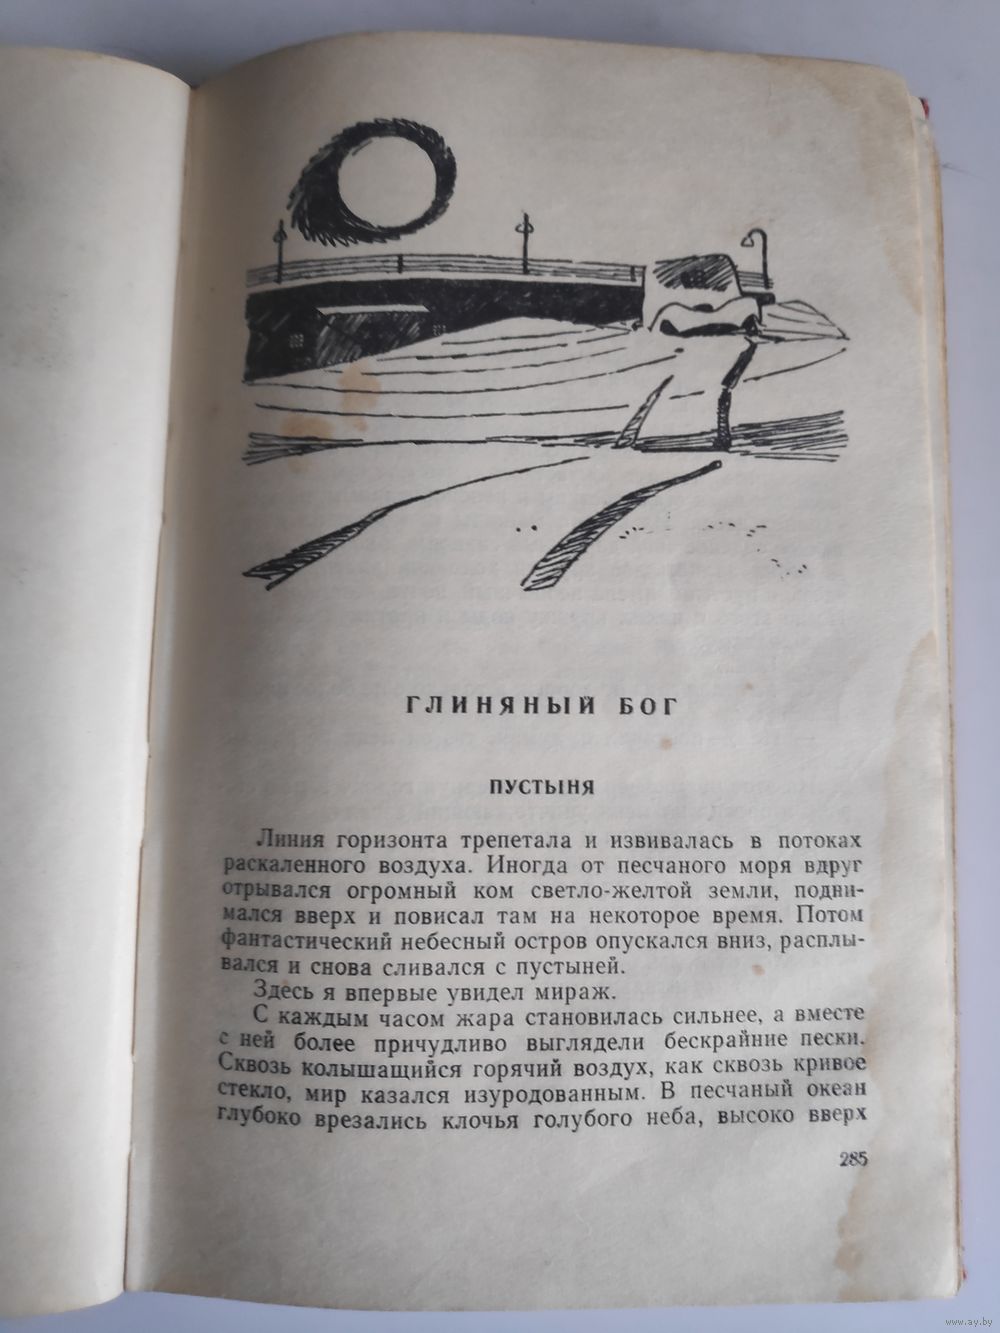 ГЛИНЯНЫЙ БОГ
ПУСТЫНЯ
Линия горизонта трепетала и извивалась в потоках
раскаленного воздуха. Иногда от песчаного моря вдруг
отрывался огромный ком светло-желтой земли, подни-
мался вверх и повисал там на некоторое время. Потом
фантастический небесный остров опускался вниз, расплы-
вался и снова сливался с пустыней.
Здесь я впервые увидел мираж.
С каждым часом жара становилась сильнее, а вместе
с ней более причудливо выглядели бескрайние пески.
Сквозь колышащийся горячий воздух, как сквозь кривое
стекло, мир казался изуродованным. В песчаный океан
глубоко врезались клочья голубого неба, высоко вверх
285
www.ay.by